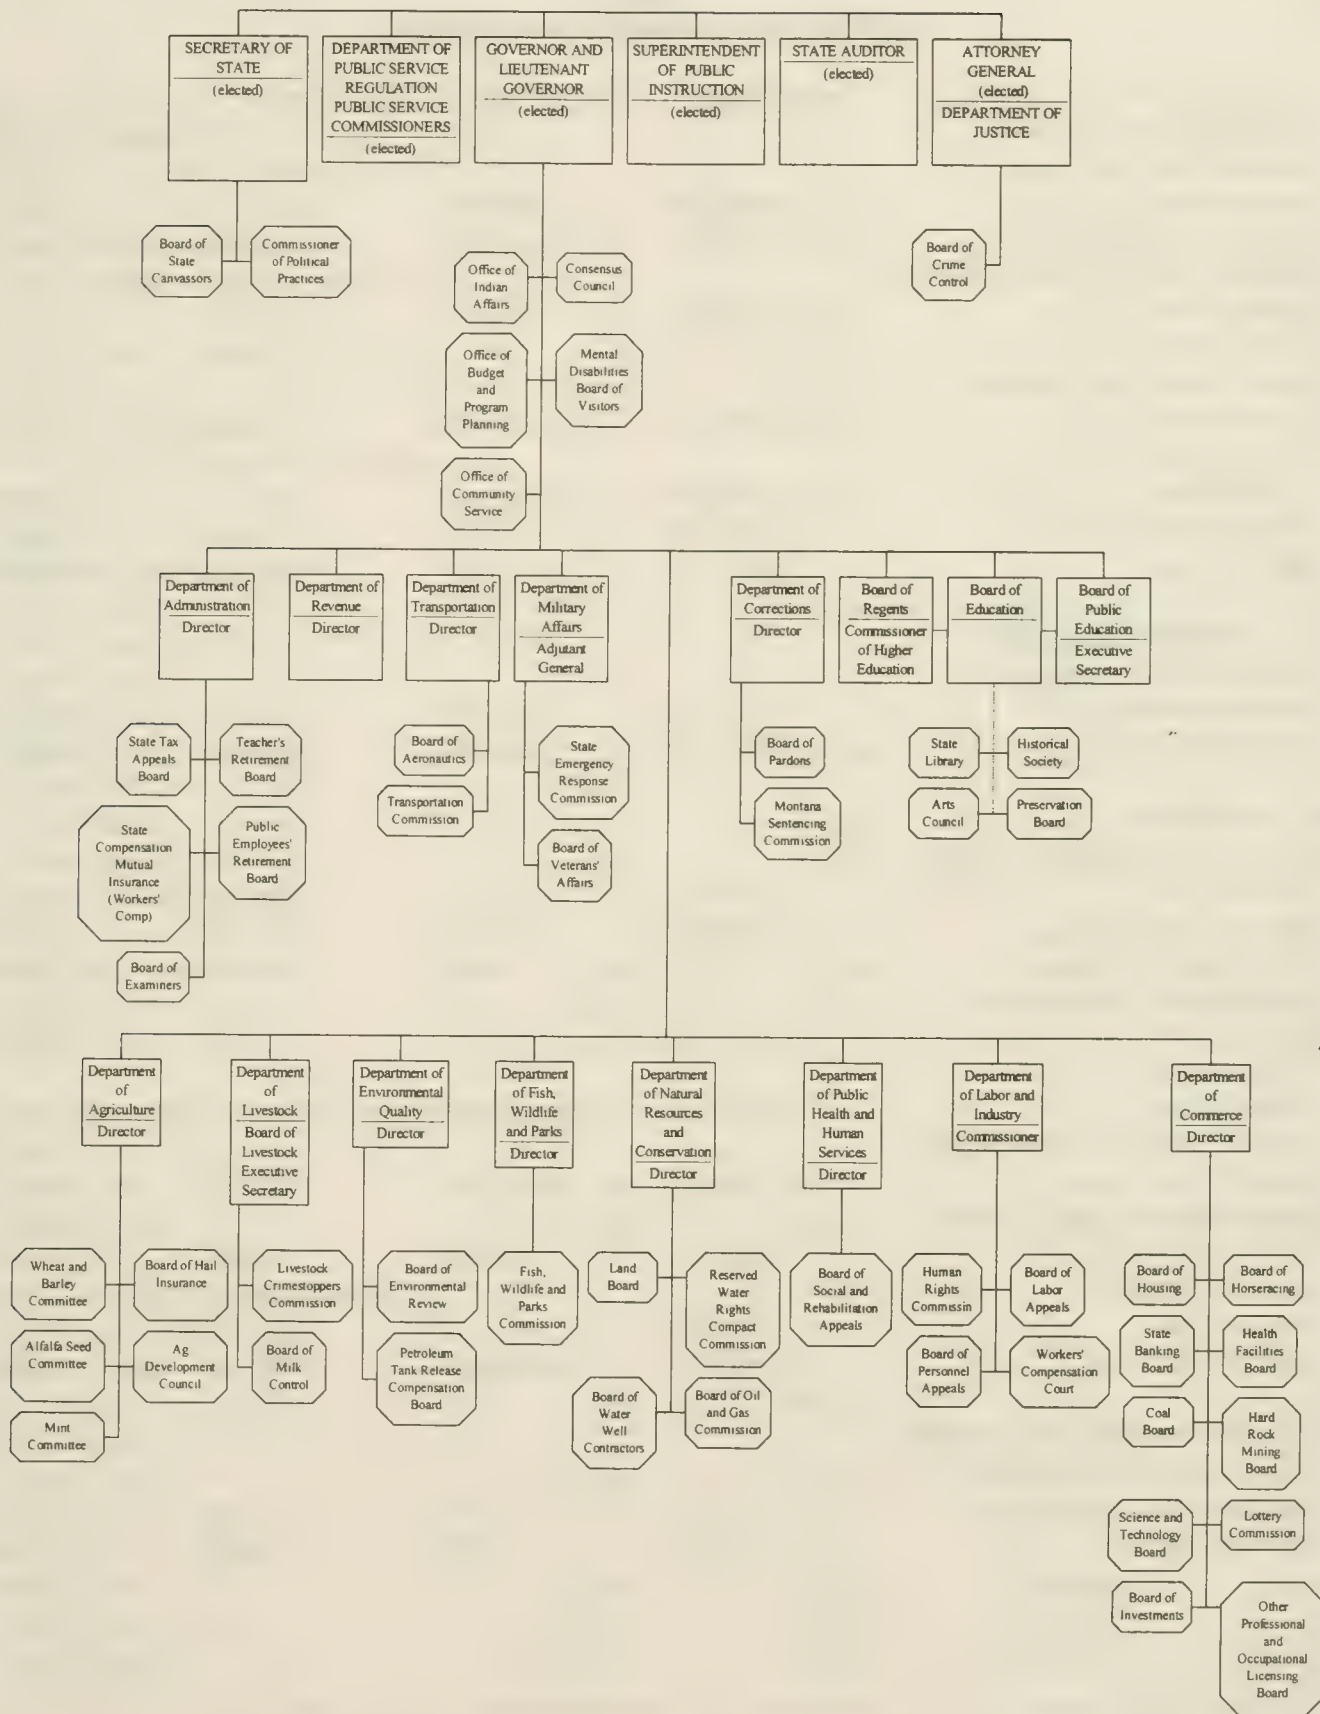 SECRETARY OF
STATE
(elected)
DEPARTMENT OF
PUBLIC SERVICE
REGULATION
PUBLIC SERVICE
COMMISSIONERS
(elected)
GOVERNOR AND
LIEUTENANT
GOVERNOR
(elected)
SUPERINTENDENT
OF PUBLIC
INSTRUCTION
(elected)
STATE AUDITOR
(elected)
ATTORNEY
GENERAL
(elected)
DEPARTMENT OF
JUSTICE
Board of
State
Canvassors
Commissioner
of Political
Practices
Office of
Indian
Affairs
Consensus
Council
Board of
Crime
Control
Office of
Budget
and
Program
Planning
Mental
Disabilities
Board of
Visitors
Office of
Community
Service
Department of
Administration
Director
Department of
Revenue
Director
Department of
Transportation
Director
Department of
Military
Affairs
Adjutant
General
Department of
Corrections
Director
Board of
Regents
Commissioner
of Higher
Education
Board of
Education
Board of
Public
Education
Executive
Secretary
State Tax
Appeals
Board
Teacher's
Retirement
Board
State
Compensation
Mutual
Insurance
(Workers'
Comp)
Public
Employees'
Retirement
Board
Board of
Examiners
Board of
Aeronautics
Transportation
Commission
State
Emergency
Response
Commission
Board of
Veterans'
Affairs
Board of
Pardons
Montana
Sentencing
Commission
State
Library
Historical
Society
Arts
Council
Preservation
Board
Department
of
Agriculture
Director
Department
of
Livestock
Board of
Livestock
Executive
Secretary
Department of
Environmental
Quality
Director
Department
of Fish,
Wildlife
and Parks
Director
Department
of Natural
Resources
and
Conservation
Director
Department
of Public
Health and
Human
Services
Director
Department
of Labor and
Industry
Commissioner
Department
of
Commerce
Director
Wheat and
Barley
Committee
Board of Hail
Insurance
Alfalfa Seed
Committee
Ag
Development
Council
Mint
Committee
Livestock
Crimestoppers
Commission
Board of
Milk
Control
Board of
Environmental
Review
Petroleum
Tank Release
Compensation
Board
Fish,
Wildlife and
Parks
Commission
Land
Board
Reserved
Water
Rights
Compact
Commission
Board of
Water
Well
Contractors
Board of Oil
and Gas
Commission
Board of
Social and
Rehabilitation
Appeals
Human
Rights
Commissin
Board of
Labor
Appeals
Board of
Personnel
Appeals
Workers'
Compensation
Court
Board of
Housing
Board of
Horseracing
State
Banking
Board
Health
Facilities
Board
Coal
Board
Hard
Rock
Mining
Board
Science and
Technology
Board
Lottery
Commission
Board of
Investments
Other
Professional
and
Occupational
Licensing
Board